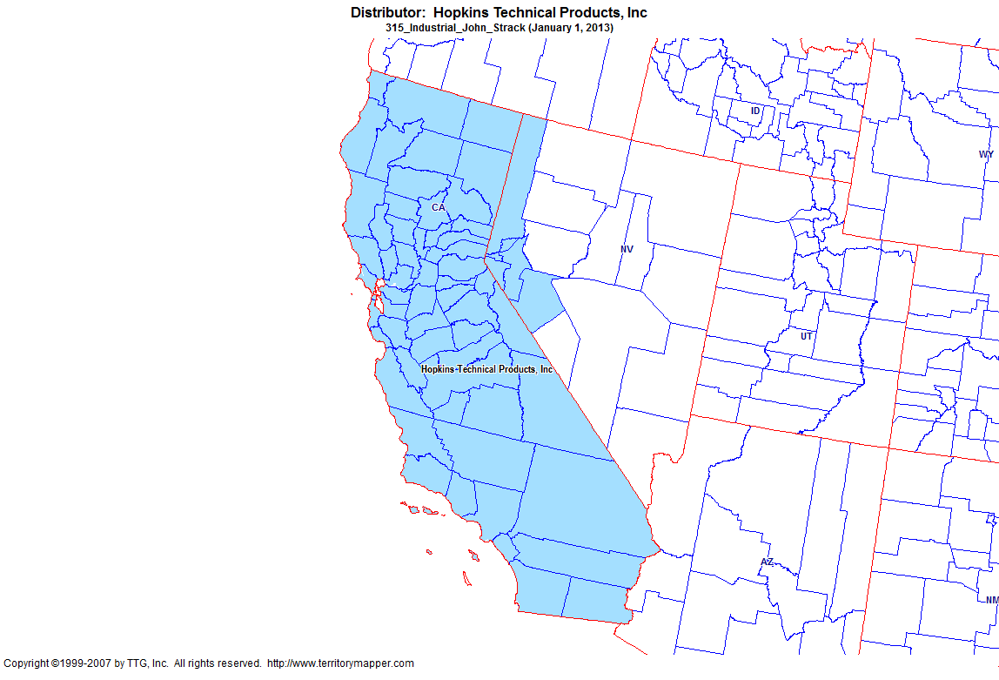 Distributor:  Hopkins Technical Products, Inc
315_Industrial_John_Strack (January 1, 2013)
ID
WY
CA
NV
UT
Hopkins Technical Products, Inc
AZ
NM
Copyright ©1999-2007 by TTG, Inc.  All rights reserved.  http://www.territorymapper.com